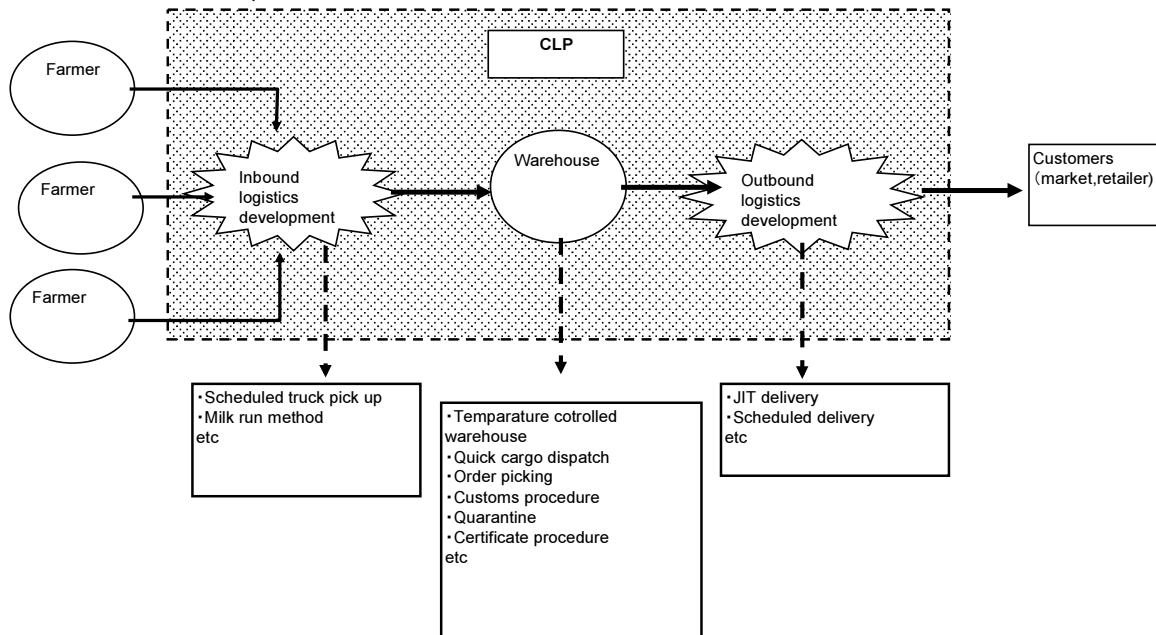 CLP
Farmer
Farmer
Farmer
Inbound
logistics
development
Warehouse
Outbound
logistics
development
Customers
（market,retailer)
・Scheduled truck pick up
・Milk run method
etc
・Temparature cotrolled
warehouse
・Quick cargo dispatch
・Order picking
・Customs procedure
・Quarantine
・Certificate procedure
etc
・JIT delivery
・Scheduled delivery
etc